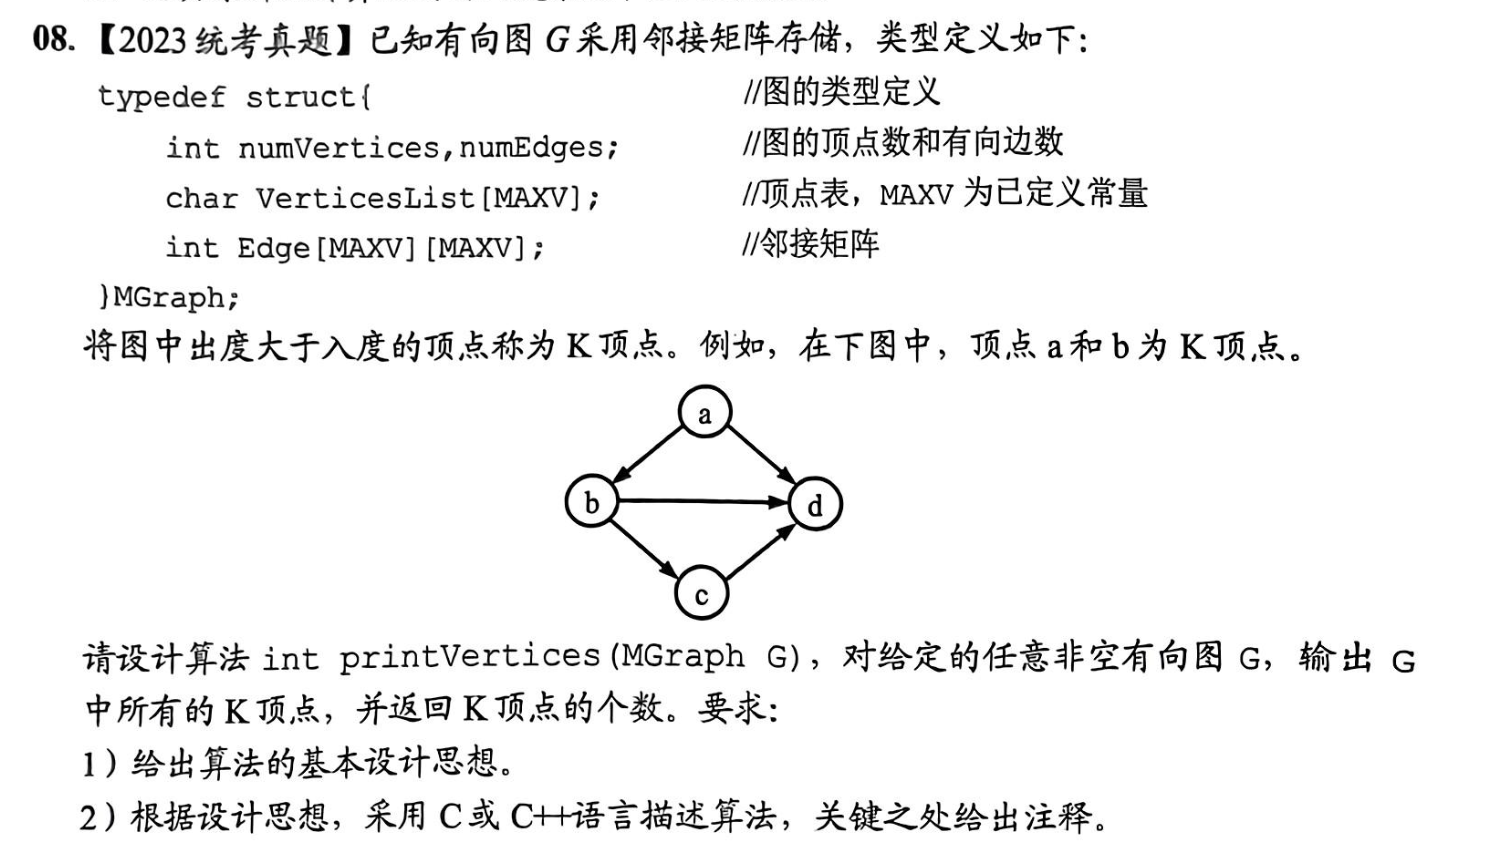 08.【2023统考真题】已知有向图 G 采用邻接矩阵存储，类型定义如下：
typedef struct{ //图的类型定义
int numVertices,numEdges; //图的顶点数和有向边数
char VerticesList[MAXV]; //顶点表，MAXV 为已定义常量
int Edge[MAXV][MAXV]; //邻接矩阵
}MGraph;
将图中出度大于入度的顶点称为 K 顶点。例如，在下图中，顶点 a 和 b 为 K 顶点。
a
b
d
c
请设计算法 int printVertices(MGraph G)，对给定的任意非空有向图 G，输出 G
中所有的 K 顶点，并返回 K 顶点的个数。要求：
1）给出算法的基本设计思想。
2）根据设计思想，采用 C 或 C++语言描述算法，关键之处给出注释。